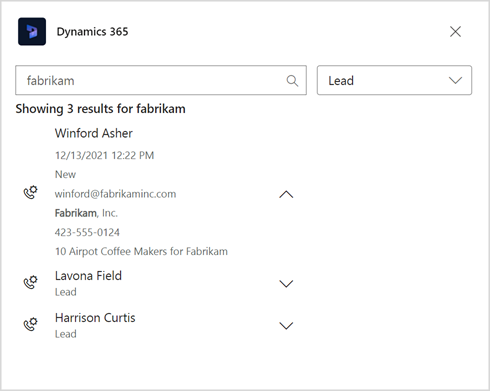 Dynamics 365
fabrikam
Lead
Showing 3 results for fabrikam
Winford Asher
12/13/2021 12:22 PM
New
winford@fabrikaminc.com
Fabrikam, Inc.
423-555-0124
10 Airpot Coffee Makers for Fabrikam
Lavona Field
Lead
Harrison Curtis
Lead